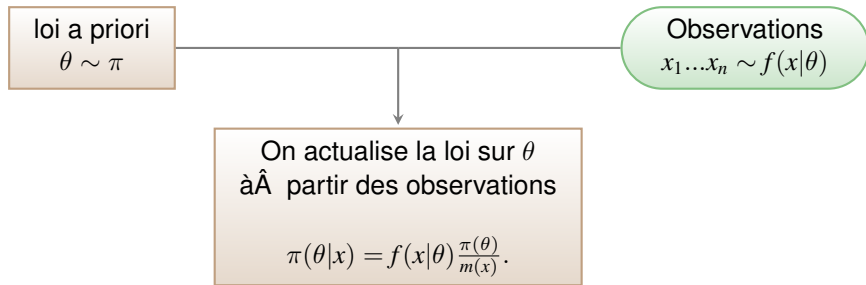 loi a priori
θ ∼ π
Observations
x₁...xₙ ∼ f(x|θ)
On actualise la loi sur θ
àÂ partir des observations
π(θ|x) = f(x|θ) π(θ)/m(x).